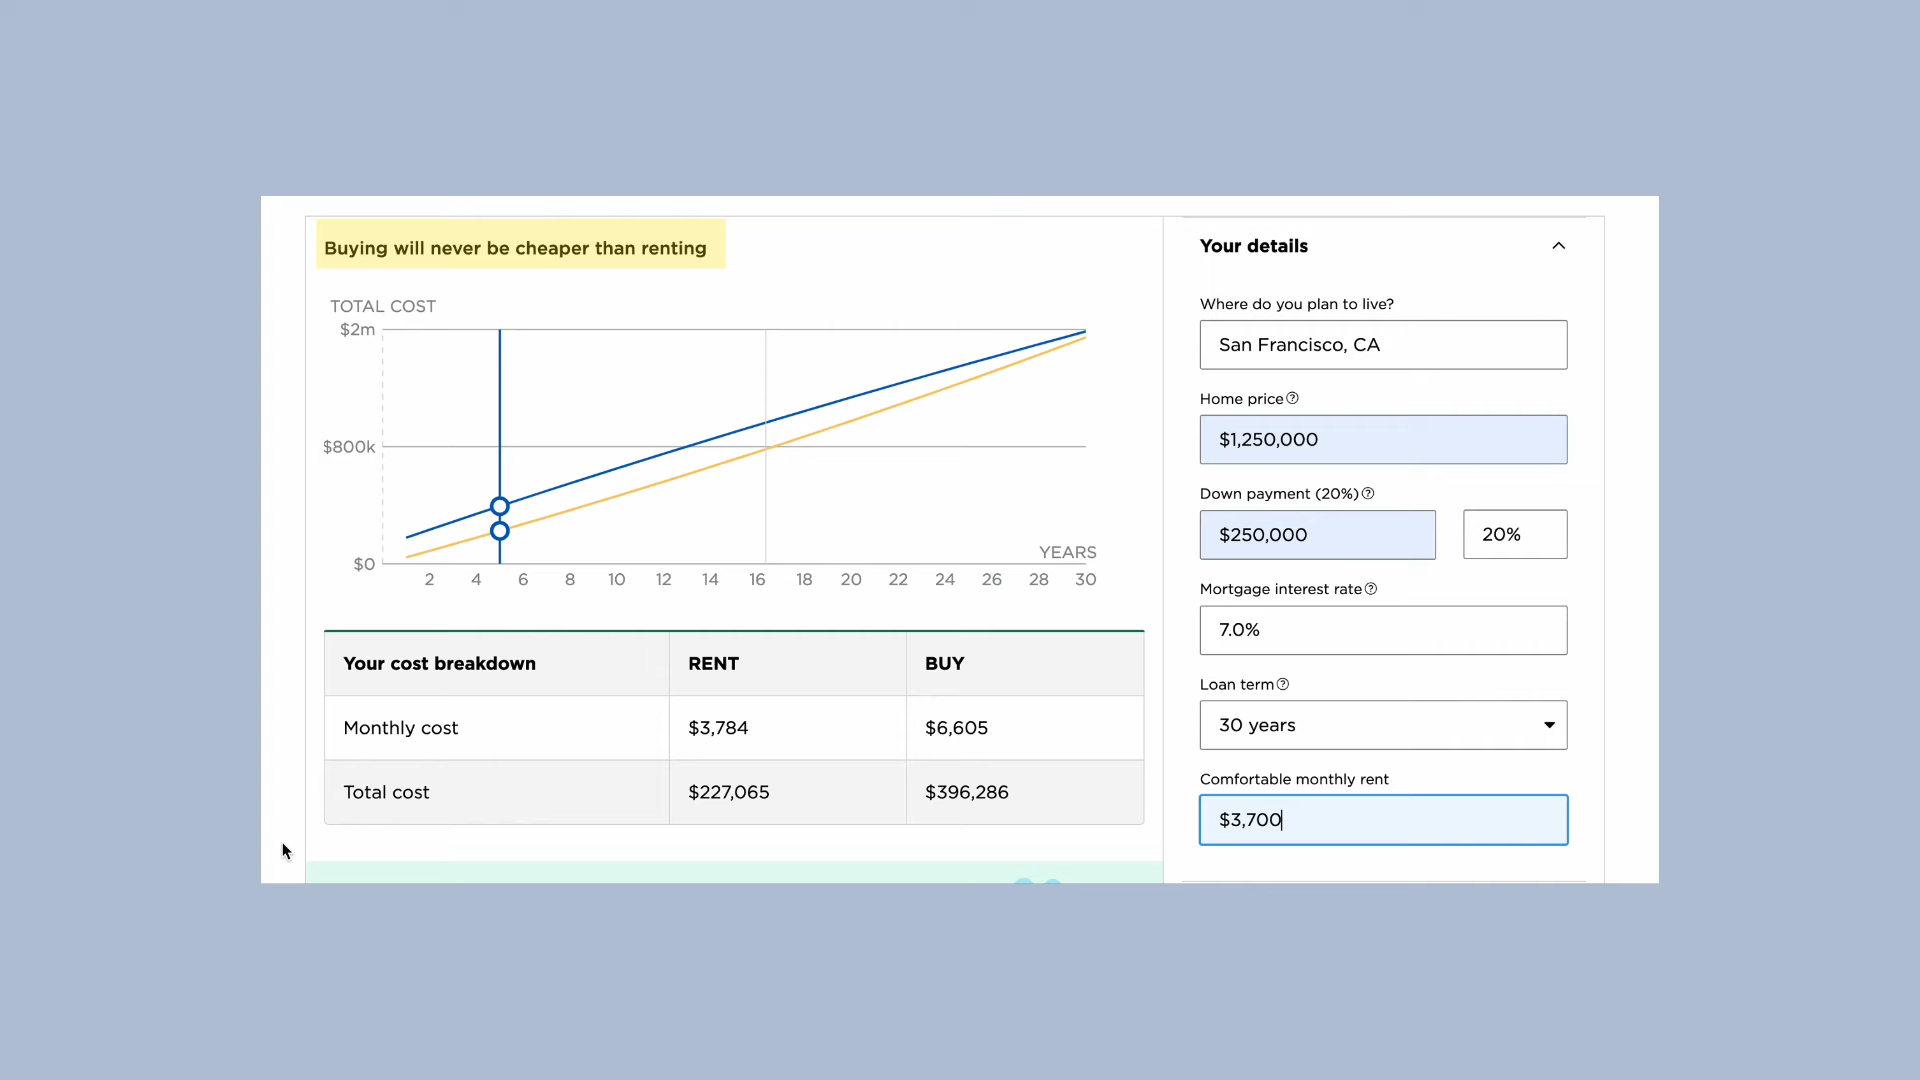 Buying will never be cheaper than renting
TOTAL COST
$2m
$800k
$0
YEARS
2 4 6 8 10 12 14 16 18 20 22 24 26 28 30
Your cost breakdown RENT BUY
Monthly cost $3,784 $6,605
Total cost $227,065 $396,286
Your details
Where do you plan to live?
San Francisco, CA
Home price?
$1,250,000
Down payment (20%)?
$250,000 20%
Mortgage interest rate?
7.0%
Loan term?
30 years
Comfortable monthly rent
$3,700